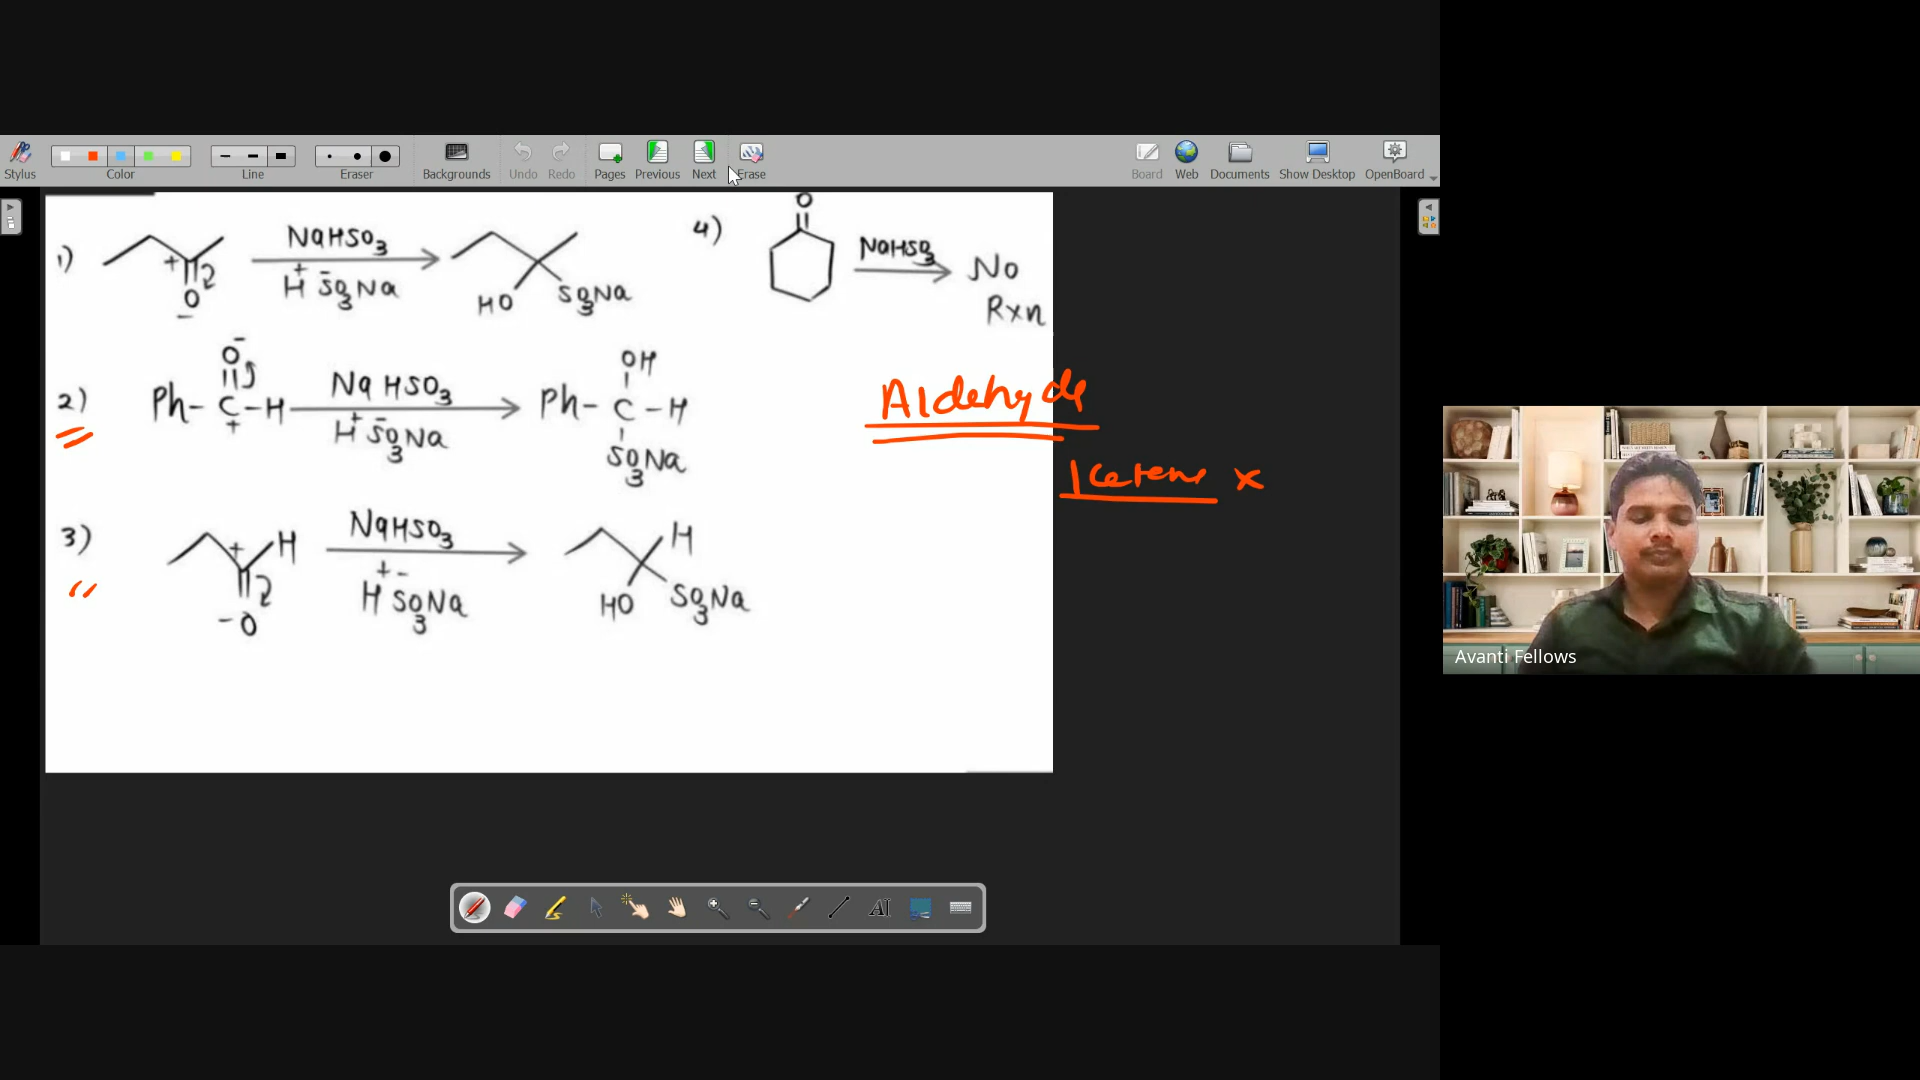 Stylus
Color
Line
Eraser
Backgrounds
Undo
Redo
Pages
Previous
Next
Erase
Board
Web
Documents
Show Desktop
OpenBoard
1)
+
O
−
NaHSO3
H+ −SO3Na
HO
SO3Na
4)
O
NaHSO3
No
Rxn
2)
O−
Ph-C-H
+
NaHSO3
H+ −SO3Na
OH
Ph-C-H
SO3Na
Aldehyde
Ketone x
3)
+
H
−O
NaHSO3
+ −
H SO3Na
H
HO
SO3Na
AI
Avanti Fellows